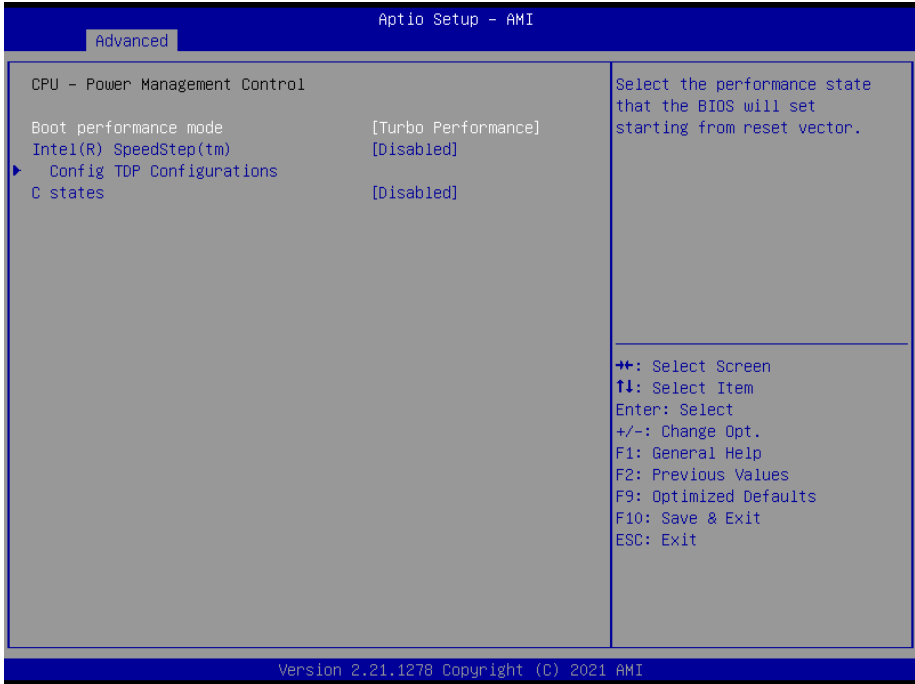 Aptio Setup – AMI
Advanced
CPU – Power Management Control
Boot performance mode [Turbo Performance]
Intel(R) SpeedStep(tm) [Disabled]
Config TDP Configurations
C states [Disabled]
Select the performance state
that the BIOS will set
starting from reset vector.
→←: Select Screen
↑↓: Select Item
Enter: Select
+/-: Change Opt.
F1: General Help
F2: Previous Values
F9: Optimized Defaults
F10: Save & Exit
ESC: Exit
Version 2.21.1278 Copyright (C) 2021 AMI